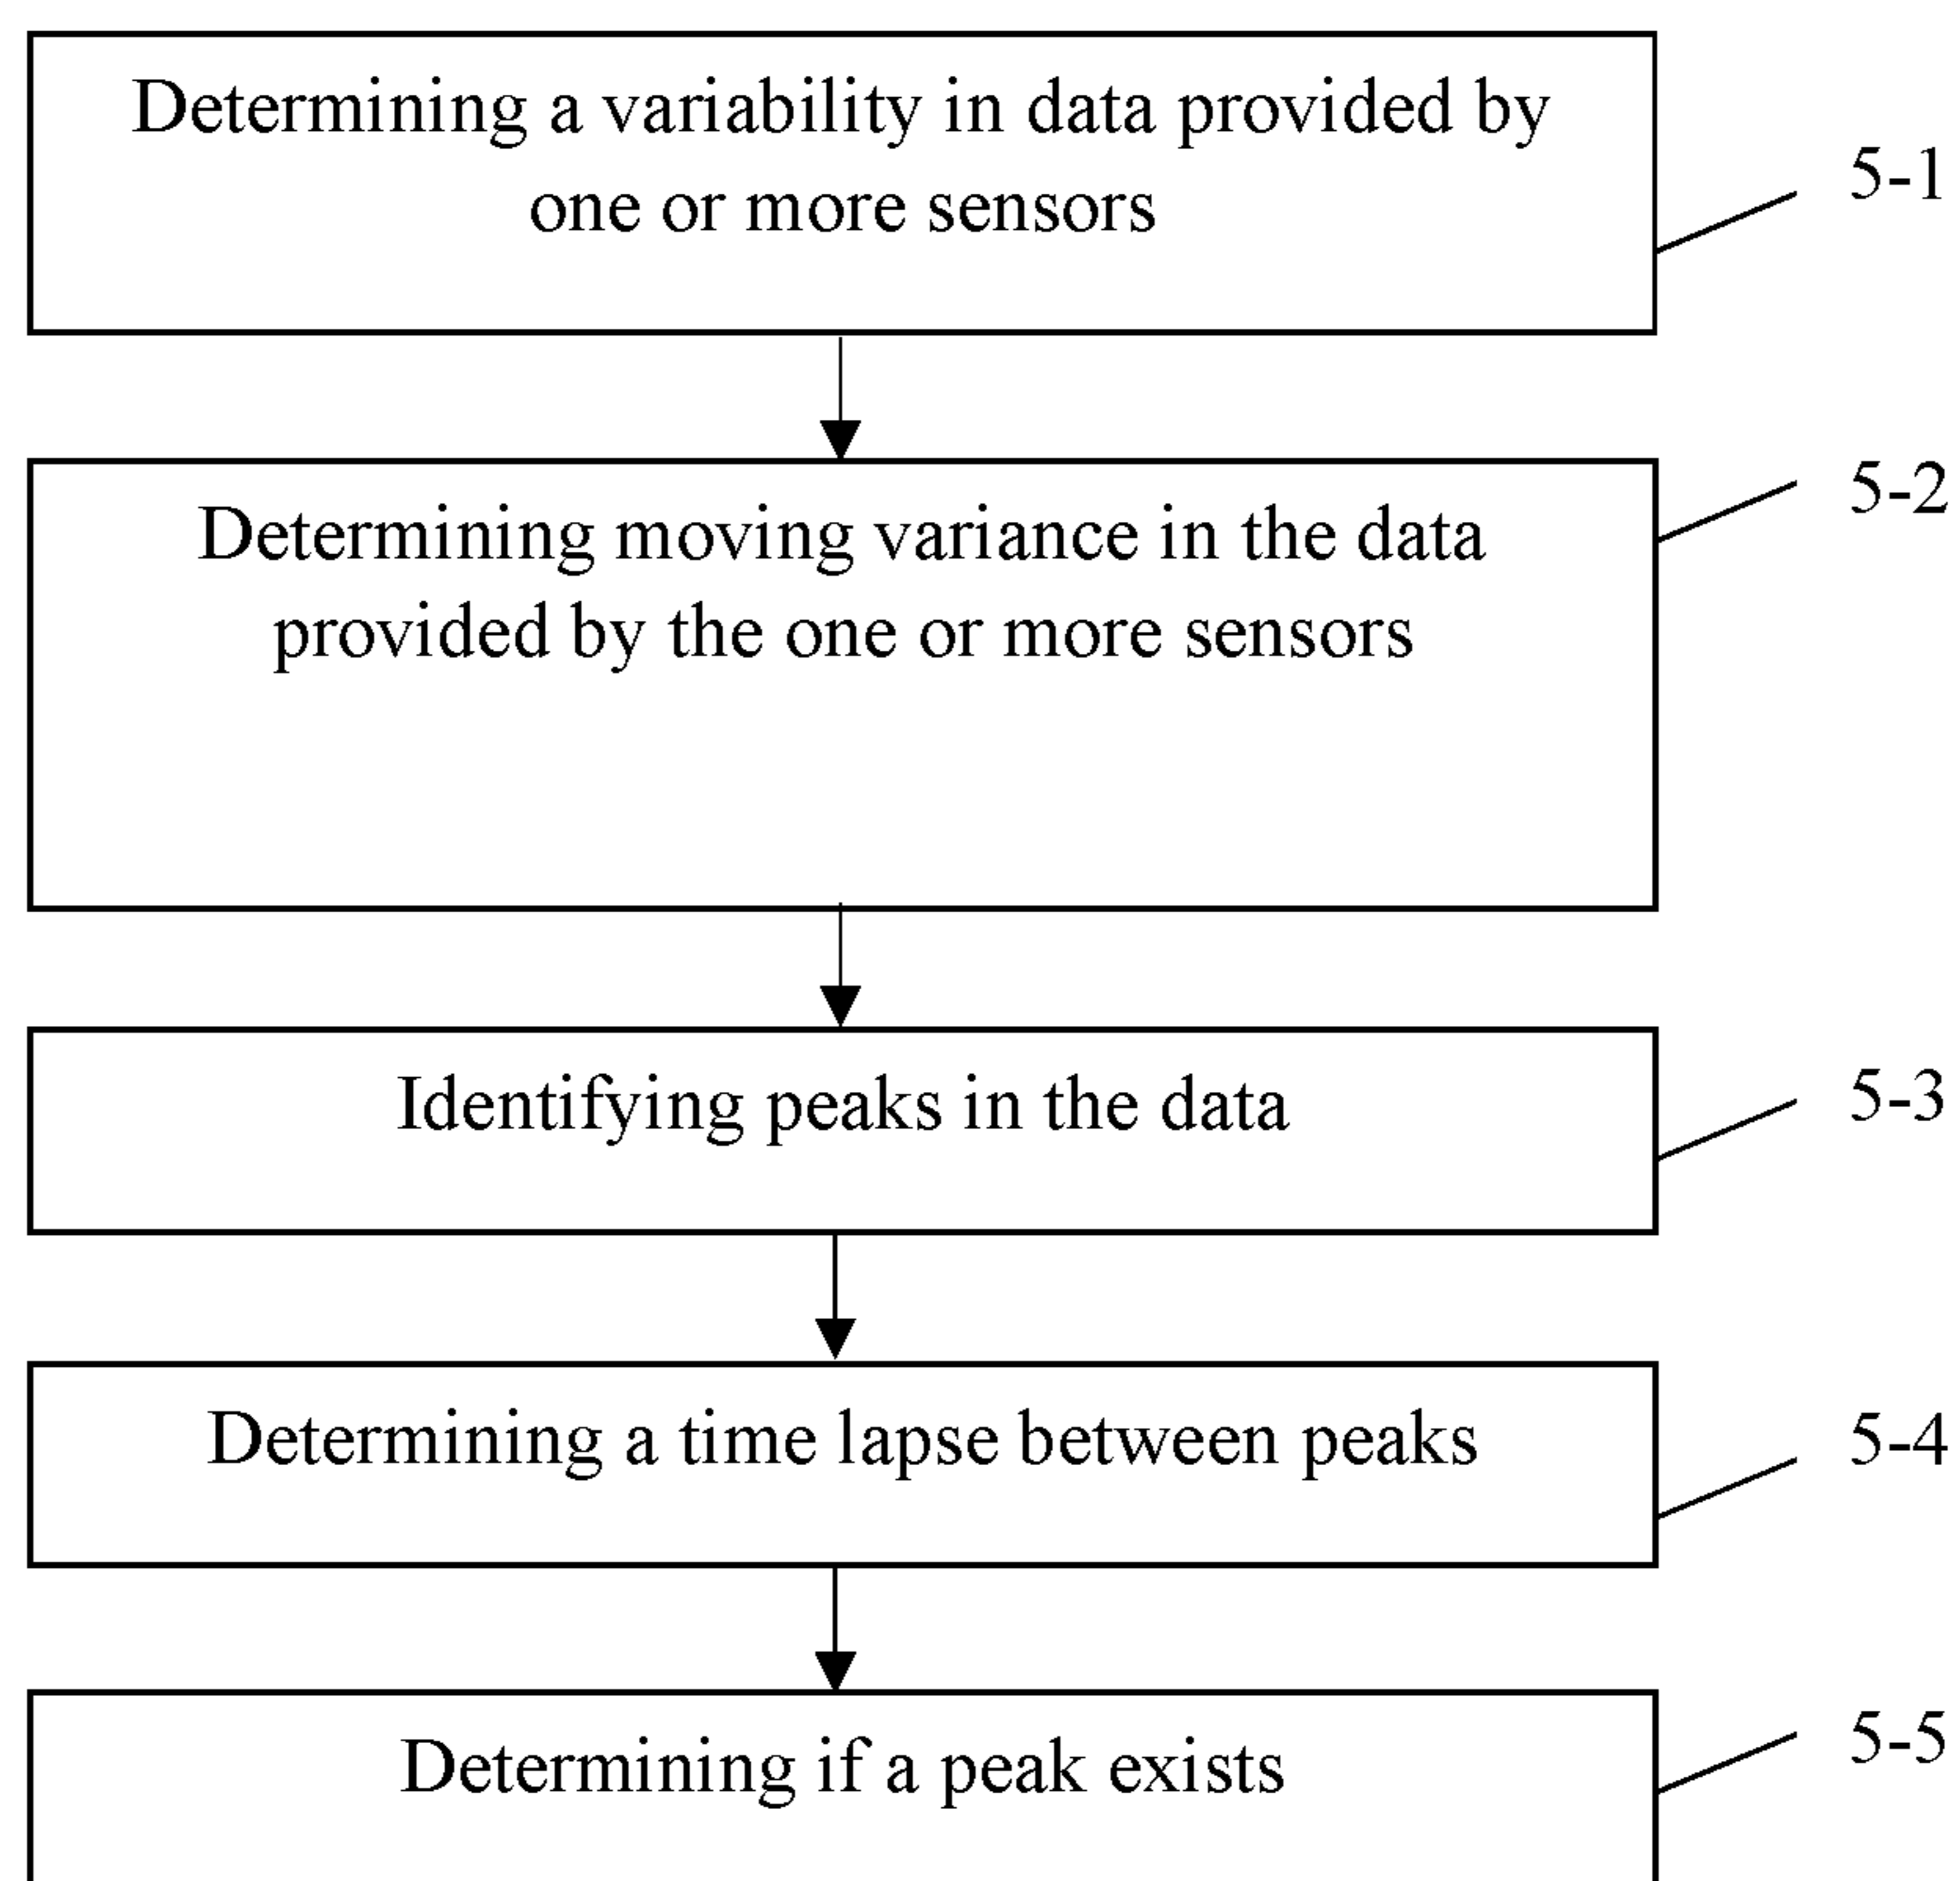 Determining a variability in data provided by
one or more sensors
5-1
Determining moving variance in the data
provided by the one or more sensors
5-2
Identifying peaks in the data
5-3
Determining a time lapse between peaks
5-4
Determining if a peak exists
5-5